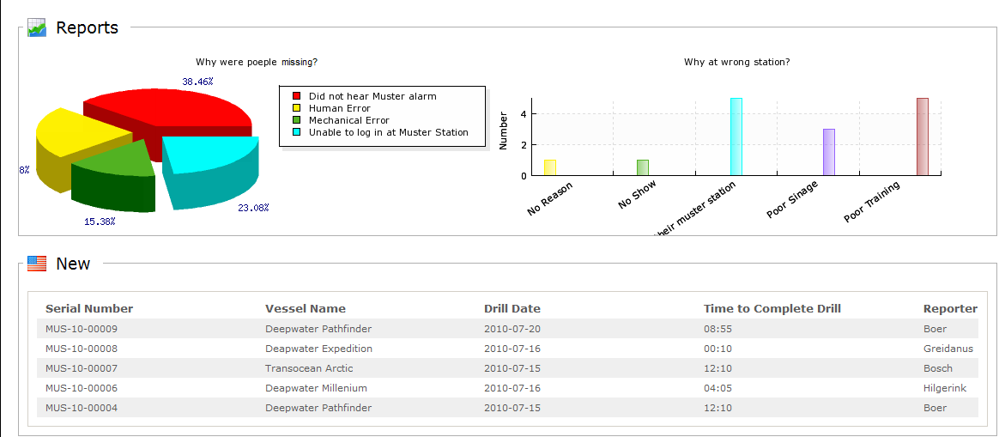 Reports
Why were poeple missing?
38.46%
8%
15.38%
23.08%
Did not hear Muster alarm
Human Error
Mechanical Error
Unable to log in at Muster Station
Why at wrong station?
Number
4
2
0
No Reason
No Show
their muster station
Poor Sinage
Poor Training
New
Serial Number Vessel Name Drill Date Time to Complete Drill Reporter
MUS-10-00009 Deepwater Pathfinder 2010-07-20 08:55 Boer
MUS-10-00008 Deapwater Expedition 2010-07-16 00:10 Greidanus
MUS-10-00007 Transocean Arctic 2010-07-15 12:10 Bosch
MUS-10-00006 Deapwater Millenium 2010-07-16 04:05 Hilgerink
MUS-10-00004 Deepwater Pathfinder 2010-07-15 12:10 Boer